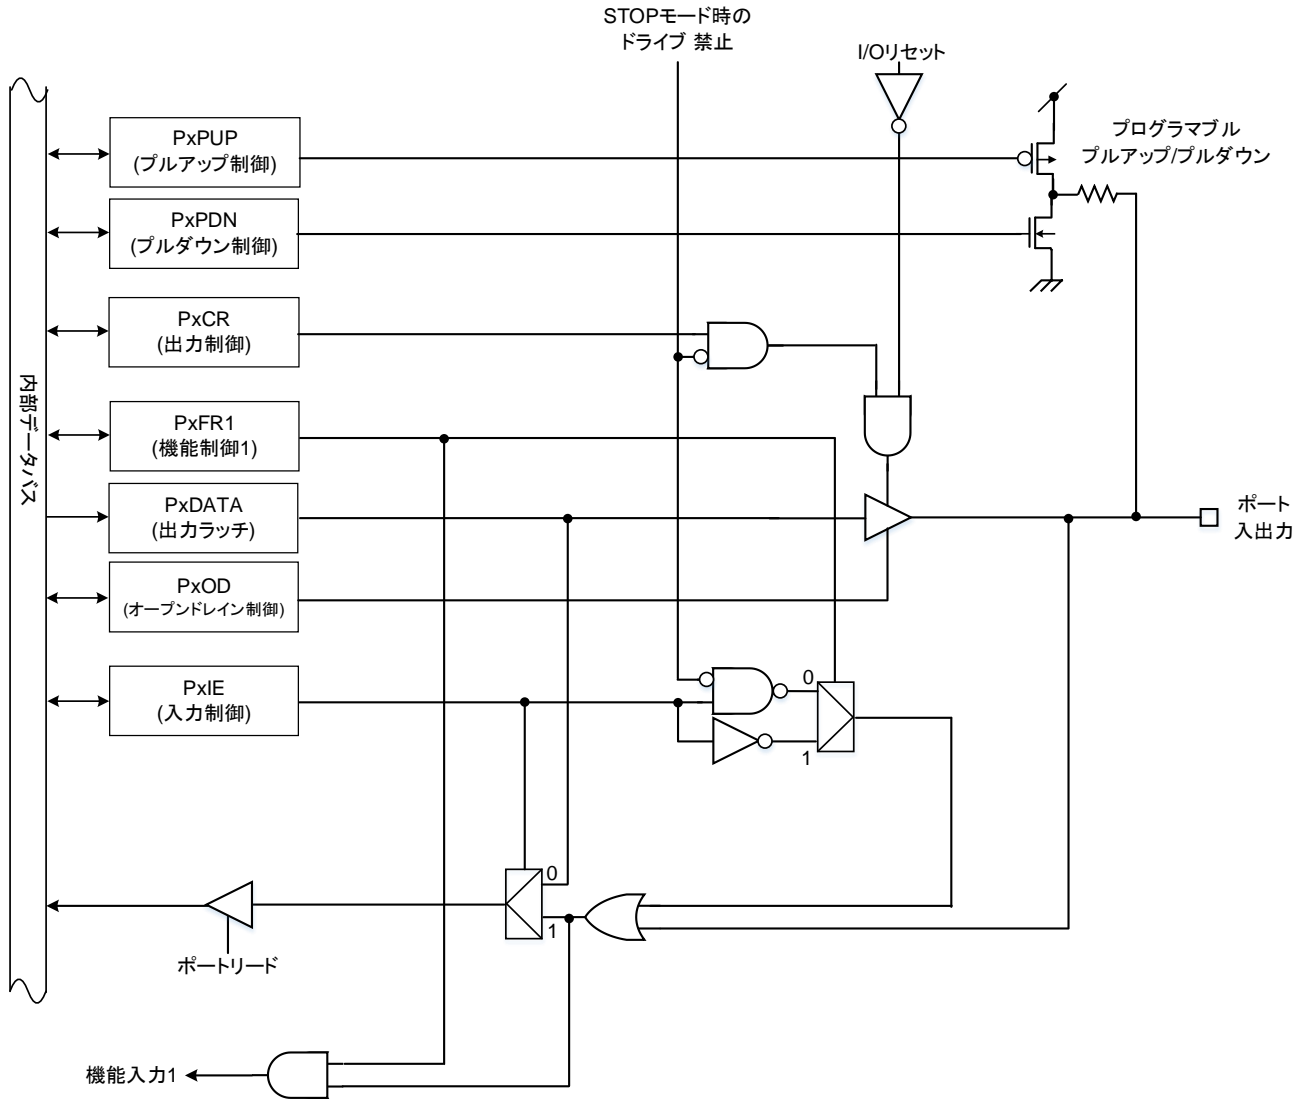 STOPモード時の
ドライブ 禁止
I/Oリセット
プログラマブル
プルアップ/プルダウン
PxPUP
(プルアップ制御)
PxPDN
(プルダウン制御)
PxCR
(出力制御)
内部データバス
PxFR1
(機能制御1)
PxDATA
(出力ラッチ)
ポート
入出力
PxOD
(オープンドレイン制御)
PxIE
(入力制御)
0
1
0
1
ポートリード
機能入力1